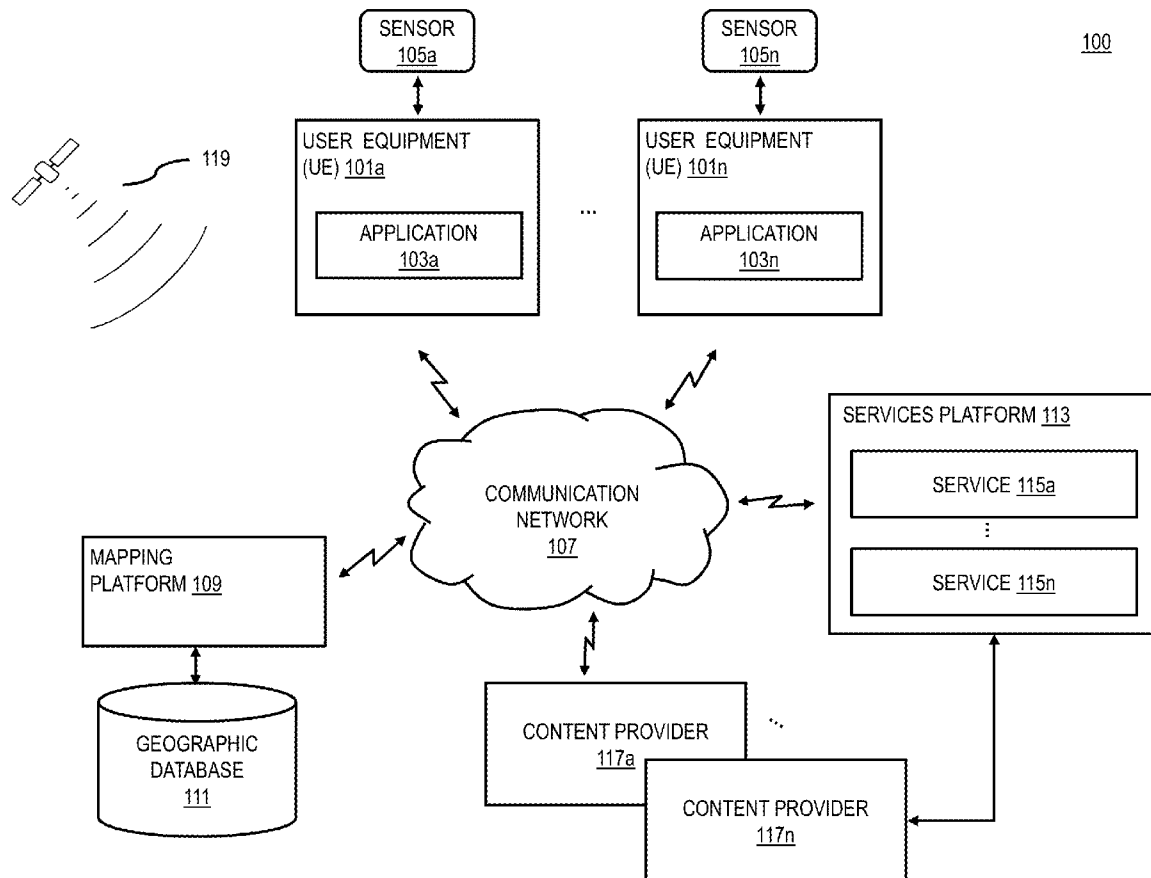 SENSOR
105a
SENSOR
105n
100
USER EQUIPMENT
(UE) 101a
APPLICATION
103a
...
USER EQUIPMENT
(UE) 101n
APPLICATION
103n
119
COMMUNICATION
NETWORK
107
SERVICES PLATFORM 113
SERVICE 115a
...
SERVICE 115n
MAPPING
PLATFORM 109
GEOGRAPHIC
DATABASE
111
CONTENT PROVIDER
117a
...
CONTENT PROVIDER
117n